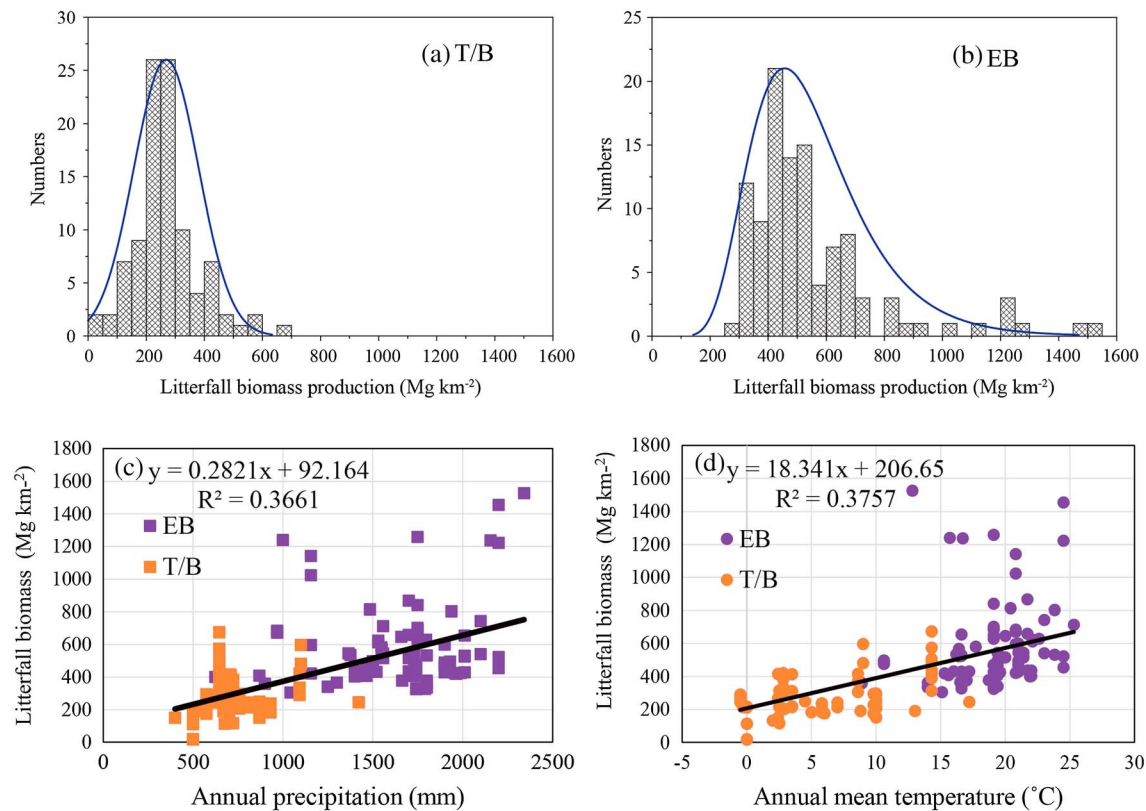 (a) T/B
30
25
20
15
10
5
0
Numbers
0 200 400 600 800 1000 1200 1400 1600
Litterfall biomass production (Mg km-2)
(b) EB
25
20
15
10
5
0
Numbers
0 200 400 600 800 1000 1200 1400 1600
Litterfall biomass production (Mg km-2)
(c) y = 0.2821x + 92.164
R² = 0.3661
EB
T/B
1800
1600
1400
1200
1000
800
600
400
200
0
Litterfall biomass (Mg km-2)
0 500 1000 1500 2000 2500
Annual precipitation (mm)
(d) y = 18.341x + 206.65
R² = 0.3757
EB
T/B
1800
1600
1400
1200
1000
800
600
400
200
0
Litterfall biomass (Mg km-2)
-5 0 5 10 15 20 25 30
Annual mean temperature (˚C)